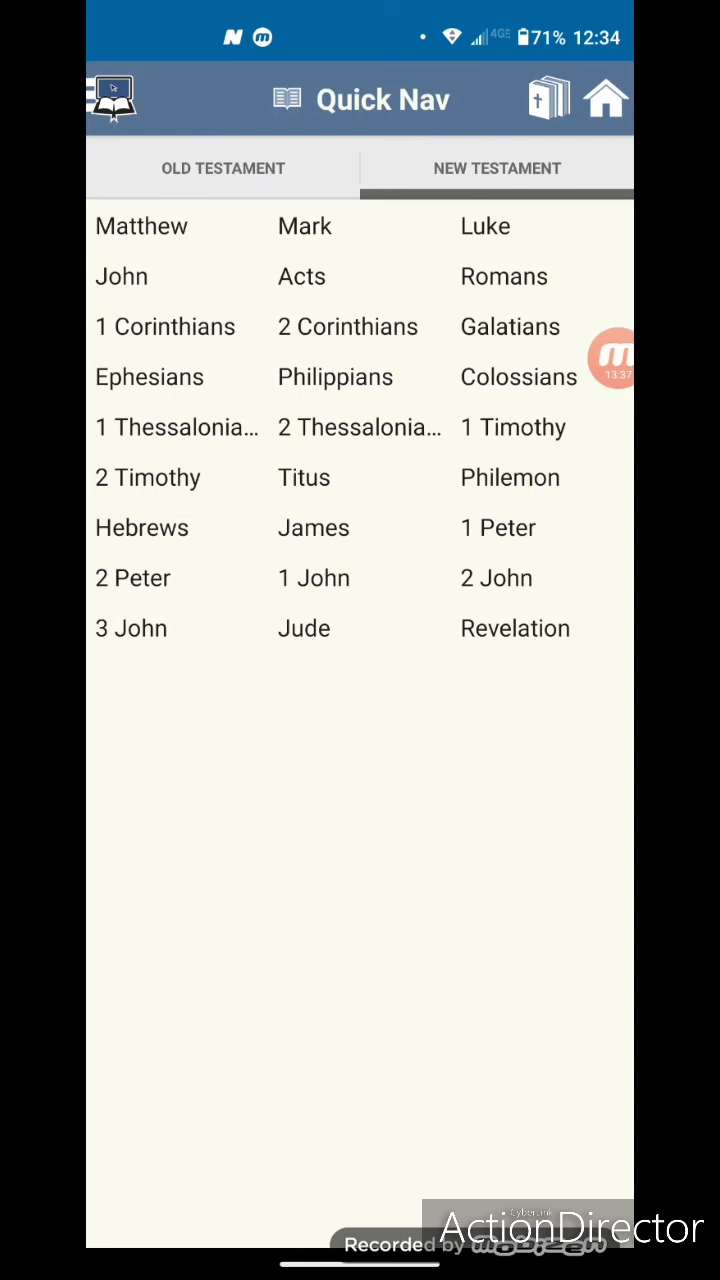 71% 12:34
Quick Nav
OLD TESTAMENT NEW TESTAMENT
Matthew Mark Luke
John Acts Romans
1 Corinthians 2 Corinthians Galatians
Ephesians Philippians Colossians
13:37
1 Thessalonia... 2 Thessalonia... 1 Timothy
2 Timothy Titus Philemon
Hebrews James 1 Peter
2 Peter 1 John 2 John
3 John Jude Revelation
CyberLink
ActionDirector
Recorded by mobizen